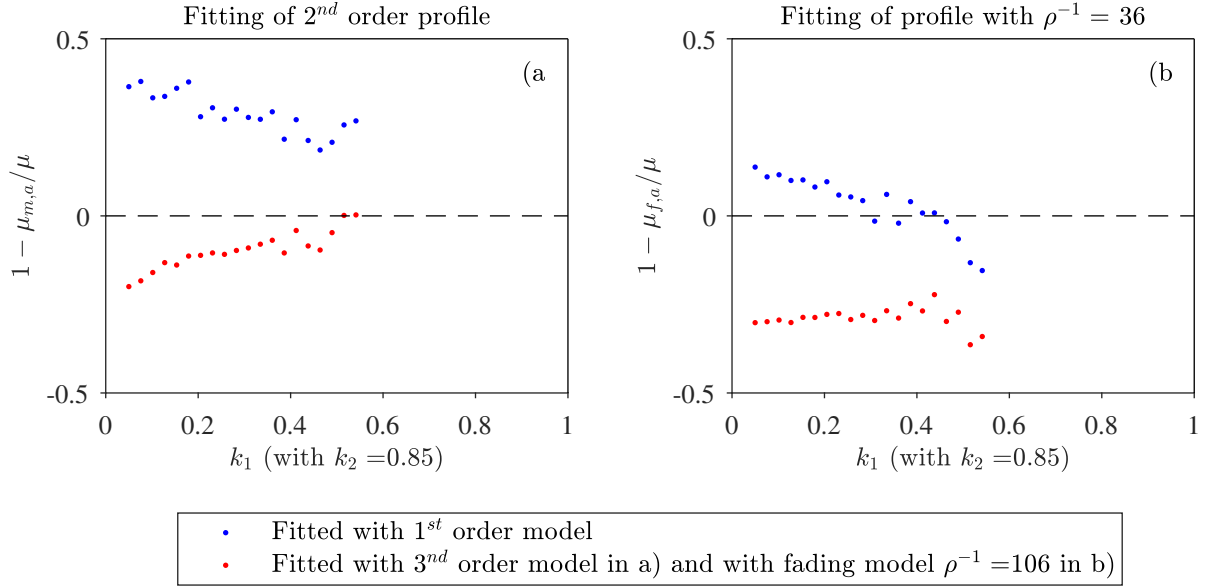 Fitting of 2ⁿᵈ order profile
0.5
(a
0
-0.5
1 − μₘ,ₐ/μ
0 0.2 0.4 0.6 0.8 1
k₁ (with k₂ =0.85)
Fitting of profile with ρ⁻¹ = 36
0.5
(b
0
-0.5
1 − μ_{f,a}/μ
0 0.2 0.4 0.6 0.8 1
k₁ (with k₂ =0.85)
Fitted with 1ˢᵗ order model
Fitted with 3ⁿᵈ order model in a) and with fading model ρ⁻¹ =106 in b)